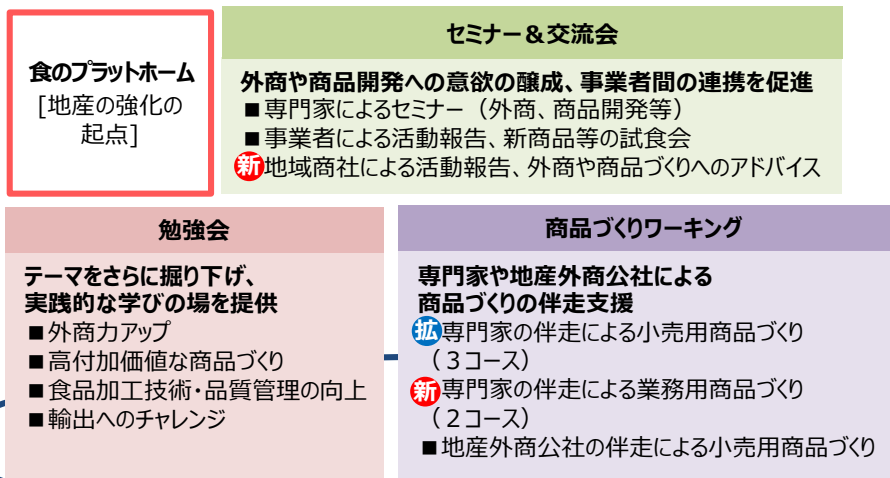 食のプラットホーム
[地産の強化の
起点]
セミナー＆交流会
外商や商品開発への意欲の醸成、事業者間の連携を促進
■専門家によるセミナー（外商、商品開発等）
■事業者による活動報告、新商品等の試食会
新地域商社による活動報告、外商や商品づくりへのアドバイス
勉強会
テーマをさらに掘り下げ、
実践的な学びの場を提供
■外商力アップ
■高付加価値な商品づくり
■食品加工技術・品質管理の向上
■輸出へのチャレンジ
商品づくりワーキング
専門家や地産外商公社による
商品づくりの伴走支援
拡専門家の伴走による小売用商品づくり
（３コース）
新専門家の伴走による業務用商品づくり
（２コース）
■地産外商公社の伴走による小売用商品づくり